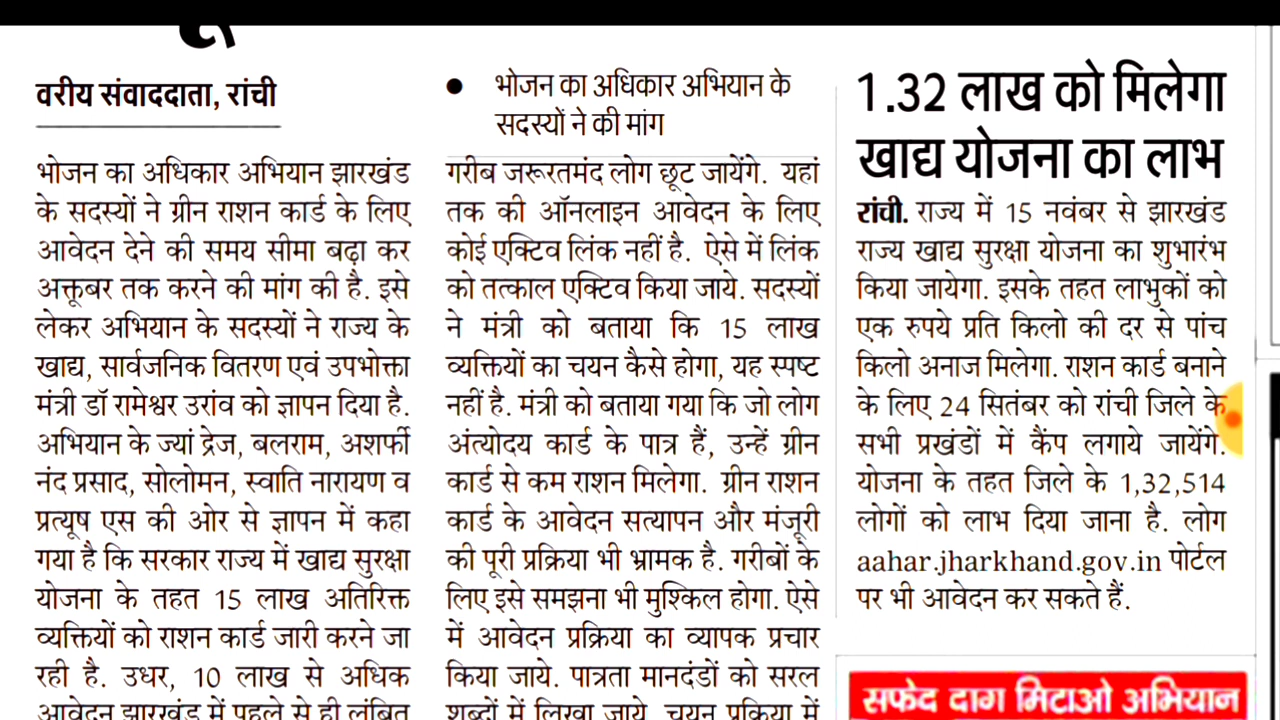 वरीय संवाददाता, रांची
भोजन का अधिकार अभियान झारखंड
के सदस्यों ने ग्रीन राशन कार्ड के लिए
आवेदन देने की समय सीमा बढ़ा कर
अक्तूबर तक करने की मांग की है. इसे
लेकर अभियान के सदस्यों ने राज्य के
खाद्य, सार्वजनिक वितरण एवं उपभोक्ता
मंत्री डॉ रामेश्वर उरांव को ज्ञापन दिया है.
अभियान के ज्यां द्रेज, बलराम, अशर्फी
नंद प्रसाद, सोलोमन, स्वाति नारायण व
प्रत्यूष एस की ओर से ज्ञापन में कहा
गया है कि सरकार राज्य में खाद्य सुरक्षा
योजना के तहत 15 लाख अतिरिक्त
व्यक्तियों को राशन कार्ड जारी करने जा
रही है. उधर, 10 लाख से अधिक
आवेदन झारखंड में पहले से ही लंबित
● भोजन का अधिकार अभियान के
सदस्यों ने की मांग
गरीब जरूरतमंद लोग छूट जायेंगे. यहां
तक की ऑनलाइन आवेदन के लिए
कोई एक्टिव लिंक नहीं है. ऐसे में लिंक
को तत्काल एक्टिव किया जाये. सदस्यों
ने मंत्री को बताया कि 15 लाख
व्यक्तियों का चयन कैसे होगा, यह स्पष्ट
नहीं है. मंत्री को बताया गया कि जो लोग
अंत्योदय कार्ड के पात्र हैं, उन्हें ग्रीन
कार्ड से कम राशन मिलेगा. ग्रीन राशन
कार्ड के आवेदन सत्यापन और मंजूरी
की पूरी प्रक्रिया भी भ्रामक है. गरीबों के
लिए इसे समझना भी मुश्किल होगा. ऐसे
में आवेदन प्रक्रिया का व्यापक प्रचार
किया जाये. पात्रता मानदंडों को सरल
शब्दों में लिखा जाये. चयन प्रक्रिया में
1.32 लाख को मिलेगा
खाद्य योजना का लाभ
रांची. राज्य में 15 नवंबर से झारखंड
राज्य खाद्य सुरक्षा योजना का शुभारंभ
किया जायेगा. इसके तहत लाभुकों को
एक रुपये प्रति किलो की दर से पांच
किलो अनाज मिलेगा. राशन कार्ड बनाने
के लिए 24 सितंबर को रांची जिले के
सभी प्रखंडों में कैंप लगाये जायेंगे.
योजना के तहत जिले के 1,32,514
लोगों को लाभ दिया जाना है. लोग
aahar.jharkhand.gov.in पोर्टल
पर भी आवेदन कर सकते हैं.
सफेद दाग मिटाओ अभियान